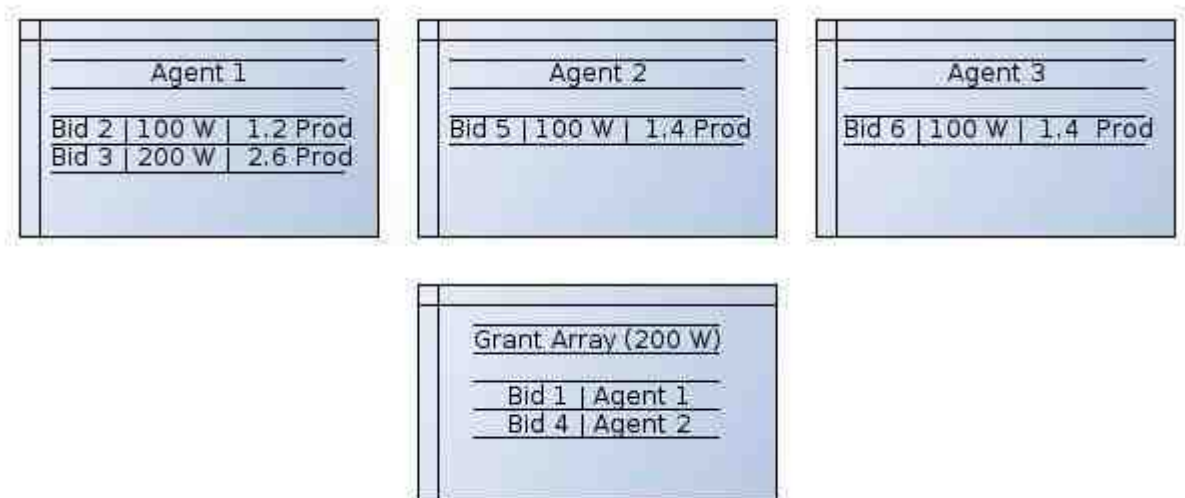 Agent 1
Bid 2 | 100 W | 1.2 Prod
Bid 3 | 200 W | 2.6 Prod
Agent 2
Bid 5 | 100 W | 1.4 Prod
Agent 3
Bid 6 | 100 W | 1.4 Prod
Grant Array (200 W)
Bid 1 | Agent 1
Bid 4 | Agent 2